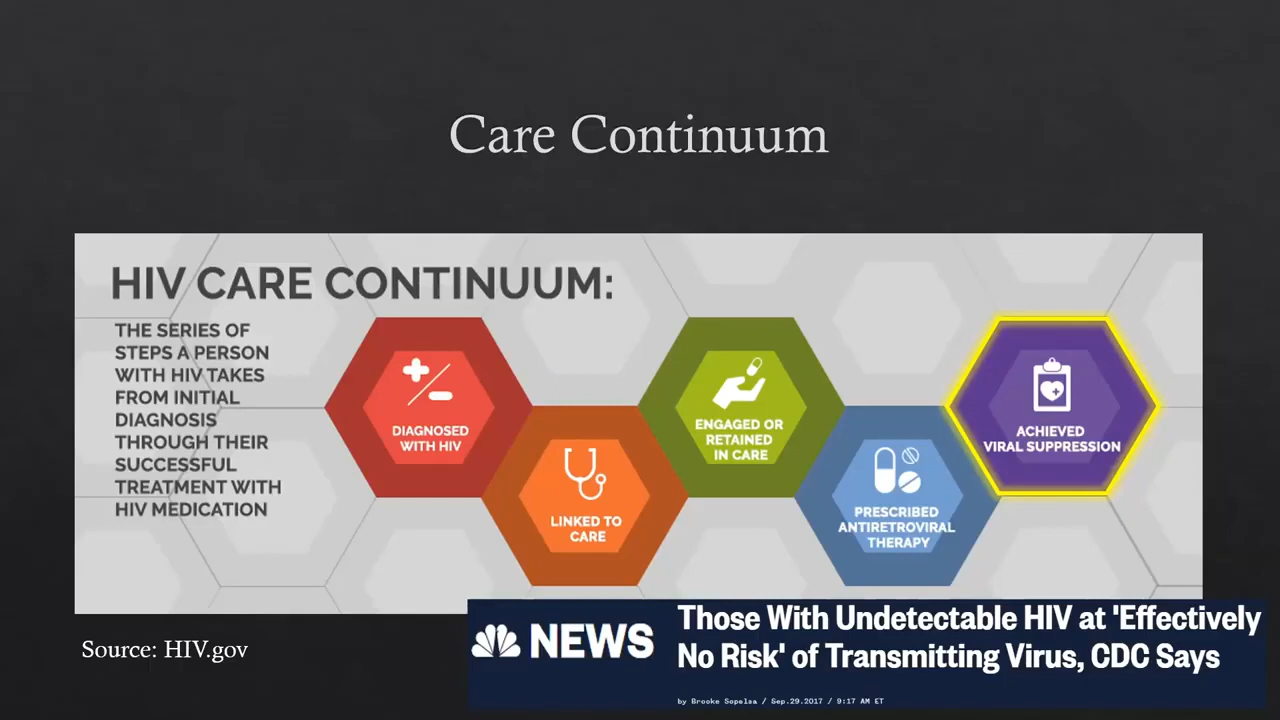 Care Continuum
HIV CARE CONTINUUM:
THE SERIES OF
STEPS A PERSON
WITH HIV TAKES
FROM INITIAL
DIAGNOSIS
THROUGH THEIR
SUCCESSFUL
TREATMENT WITH
HIV MEDICATION
DIAGNOSED
WITH HIV
LINKED TO
CARE
ENGAGED OR
RETAINED
IN CARE
PRESCRIBED
ANTIRETROVIRAL
THERAPY
ACHIEVED
VIRAL SUPPRESSION
Source: HIV.gov
NEWS
Those With Undetectable HIV at 'Effectively
No Risk' of Transmitting Virus, CDC Says
by Brooke Sopelsa / Sep.29.2017 / 9:17 AM ET